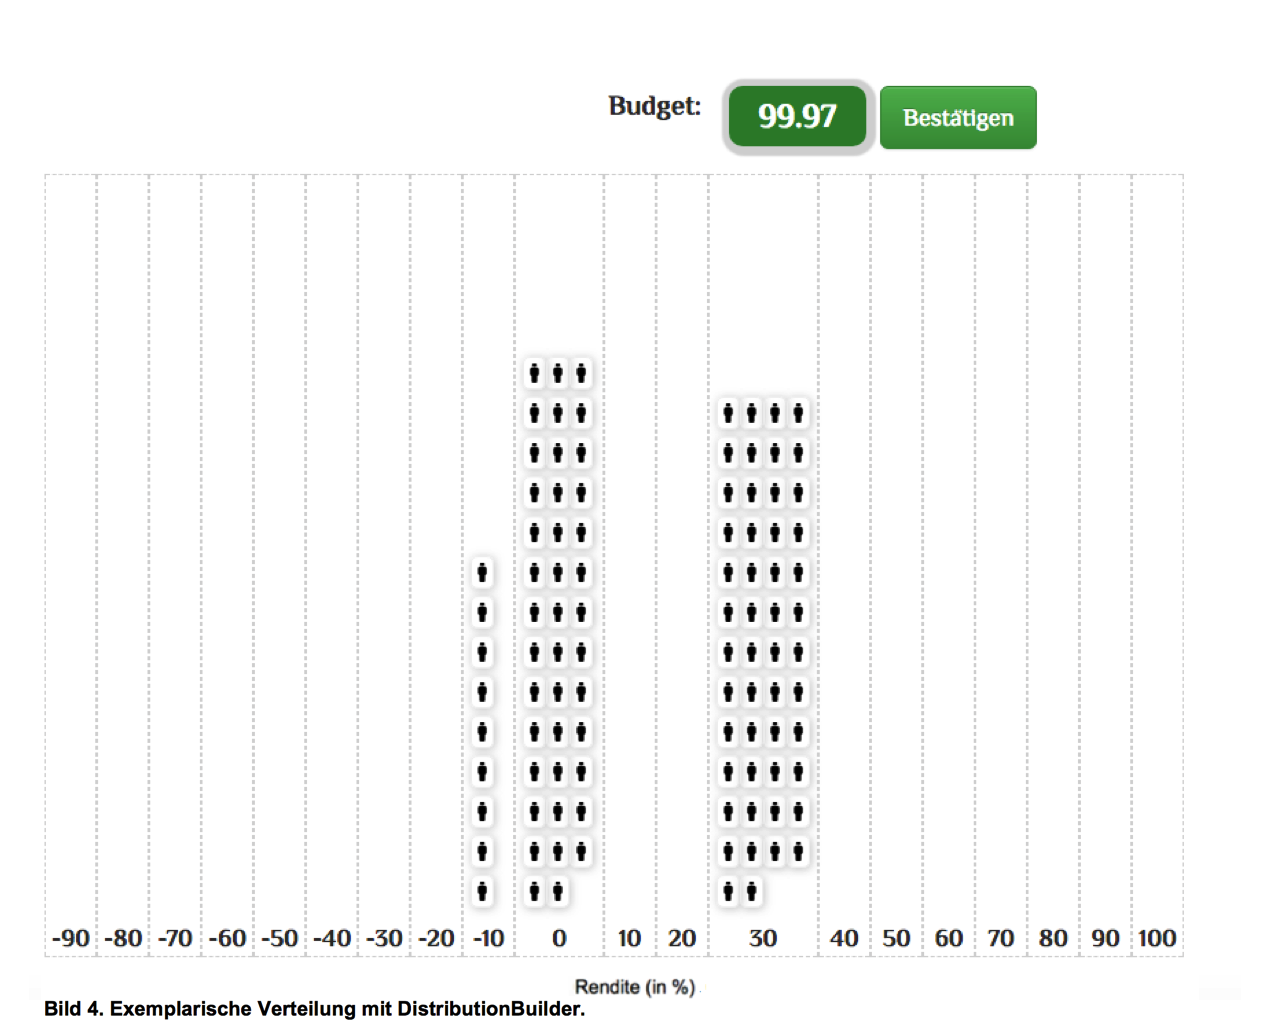 Budget: 99.97 Bestätigen
-90 -80 -70 -60 -50 -40 -30 -20 -10 0 10 20 30 40 50 60 70 80 90 100
Rendite (in %)
Bild 4. Exemplarische Verteilung mit DistributionBuilder.